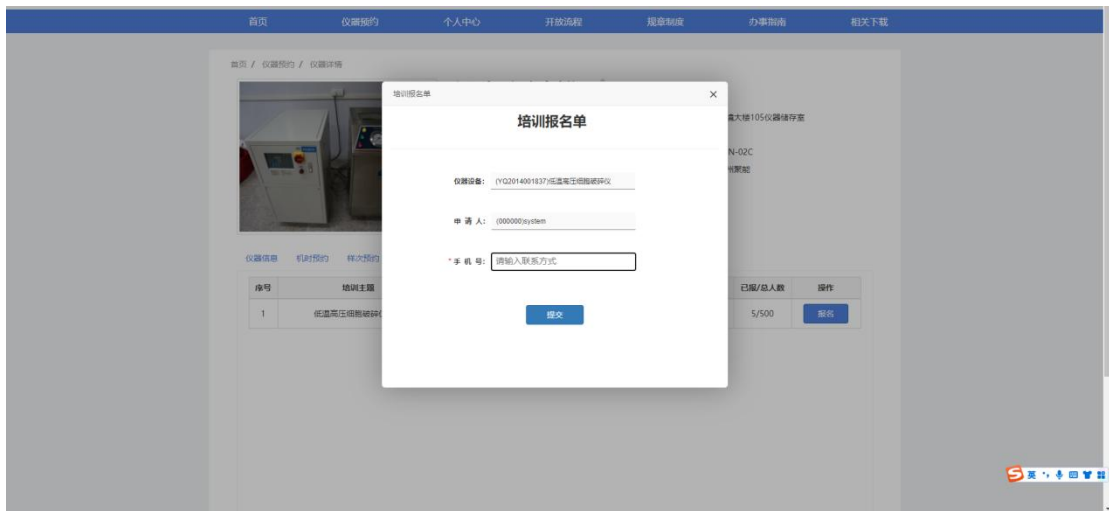 首页 仪器预约 个人中心 开放流程 规章制度 办事指南 相关下载
首页 / 仪器预约 / 仪器详情
培训报名单 ×
培训报名单
大楼105仪器储存室
N-02C
州聚能
仪器设备: (YQ2014001837)低温高压细胞破碎仪
申 请 人: (000000)system
*手 机 号: 请输入联系方式
提交
仪器信息 机时预约 样次预约
序号 培训主题 已报/总人数 操作
1 低温高压细胞破碎 5/500 报名
英